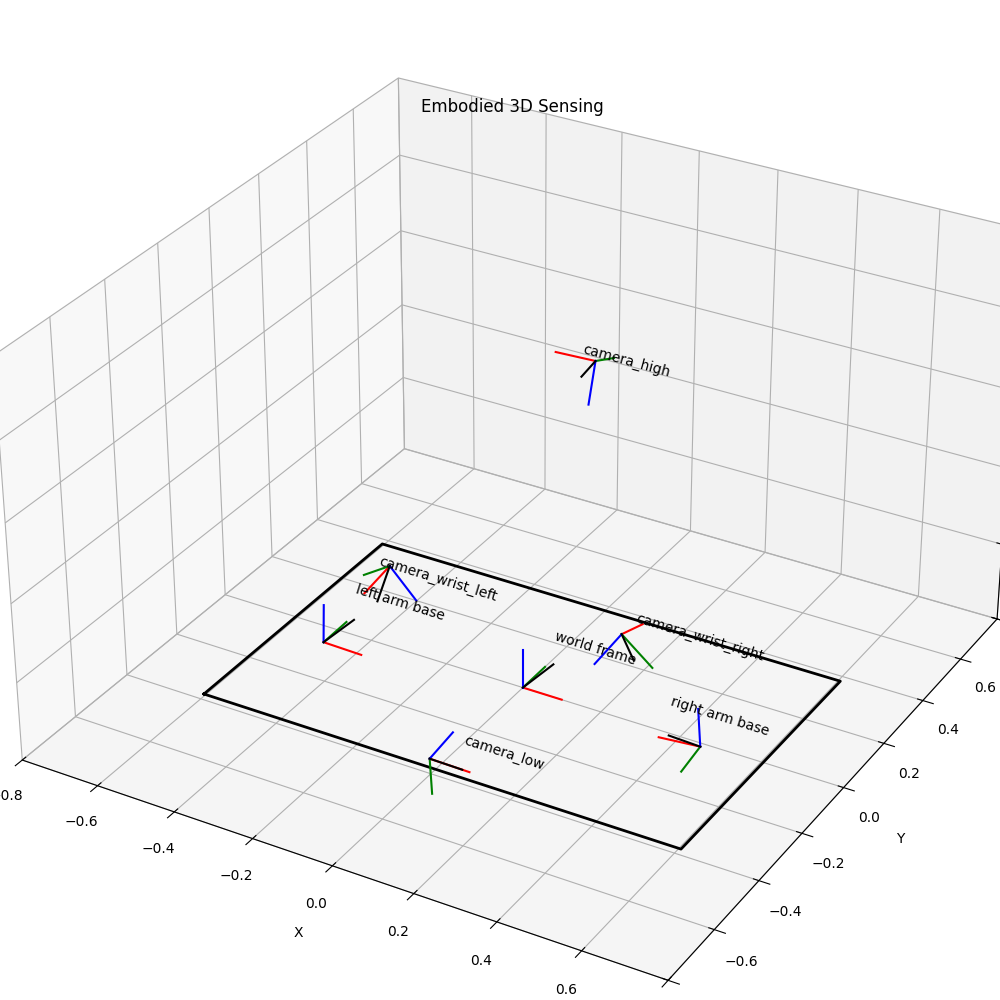 Embodied 3D Sensing
camera_high
camera_wrist_left
left arm base
camera_wrist_right
world frame
right arm base
camera_low
0.8
−0.6
−0.4
−0.2
0.0
0.2
0.4
0.6
X
−0.6
−0.4
−0.2
0.0
0.2
0.4
0.6
Y